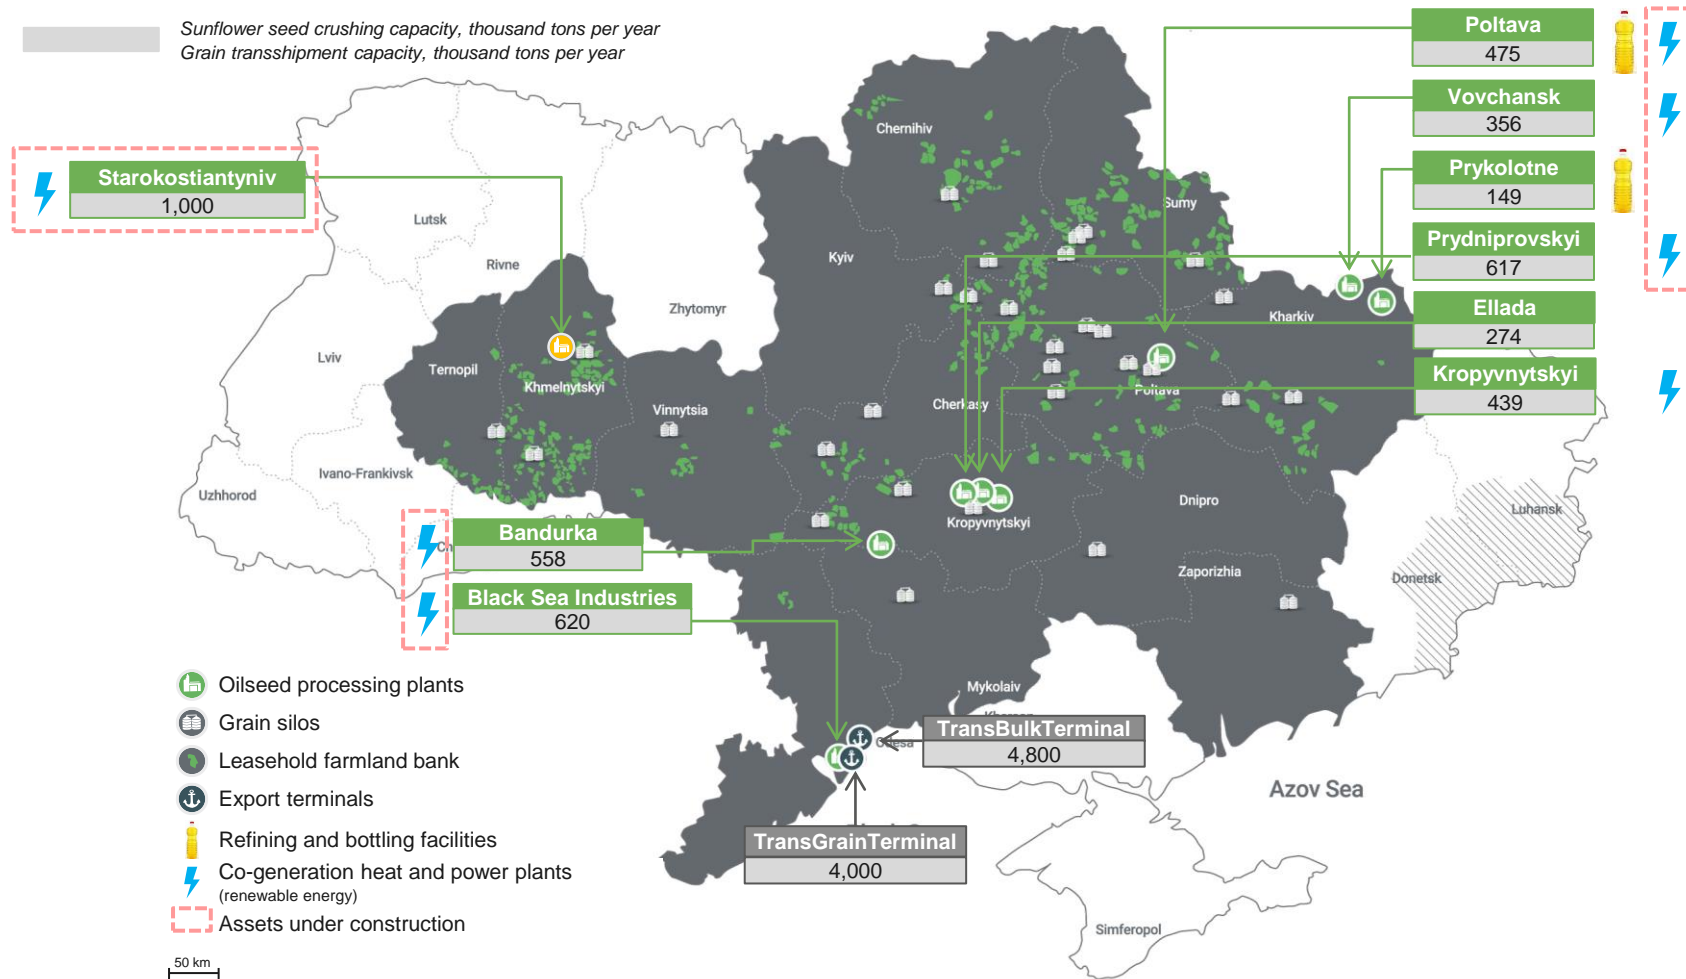 Sunflower seed crushing capacity, thousand tons per year
Grain transshipment capacity, thousand tons per year
Poltava
475
Vovchansk
356
Prykolotne
149
Prydniprovskyi
617
Ellada
274
Kropyvnytskyi
439
Starokostiantyniv
1,000
Chernihiv
Sumy
Lutsk
Rivne
Kyiv
Zhytomyr
Kharkiv
Lviv
Ternopil
Khmelnytskyi
Vinnytsia
Cherkasy
Poltava
Ivano-Frankivsk
Uzhhorod
Dnipro
Luhansk
Kropyvnytskyi
Bandurka
558
Zaporizhia
Donetsk
Black Sea Industries
620
Mykolaiv
TransBulkTerminal
4,800
Odesa
Azov Sea
TransGrainTerminal
4,000
Simferopol
Oilseed processing plants
Grain silos
Leasehold farmland bank
Export terminals
Refining and bottling facilities
Co-generation heat and power plants
(renewable energy)
Assets under construction
50 km